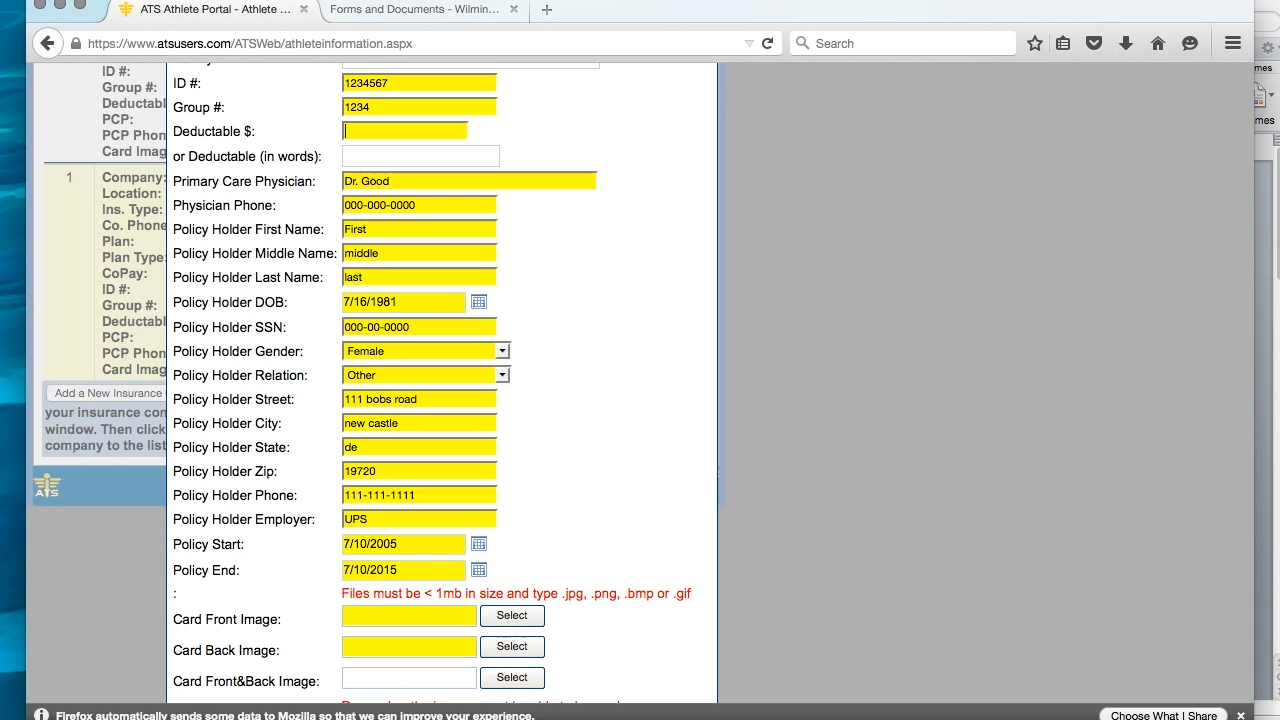 ATS Athlete Portal - Athlete ... ×
Forms and Documents - Wilmin... ×
https://www.atsusers.com/ATSWeb/athleteinformation.aspx
Search
ID #:
Group #:
Deductabl
PCP:
PCP Phon
Card Imag
1
Company:
Location:
Ins. Type:
Co. Phone
Plan:
Plan Type:
CoPay:
ID #:
Group #:
Deductabl
PCP:
PCP Phon
Card Imag
Add a New Insurance
your insurance con
window. Then click
company to the list
ATS
ID #: 1234567
Group #: 1234
Deductable $:
or Deductable (in words):
Primary Care Physician: Dr. Good
Physician Phone: 000-000-0000
Policy Holder First Name: First
Policy Holder Middle Name: middle
Policy Holder Last Name: last
Policy Holder DOB: 7/16/1981
Policy Holder SSN: 000-00-0000
Policy Holder Gender: Female
Policy Holder Relation: Other
Policy Holder Street: 111 bobs road
Policy Holder City: new castle
Policy Holder State: de
Policy Holder Zip: 19720
Policy Holder Phone: 111-111-1111
Policy Holder Employer: UPS
Policy Start: 7/10/2005
Policy End: 7/10/2015
: Files must be < 1mb in size and type .jpg, .png, .bmp or .gif
Card Front Image: Select
Card Back Image: Select
Card Front&Back Image: Select
mes
mes
Firefox automatically sends some data to Mozilla so that we can improve your experience.
Choose What I Share ×